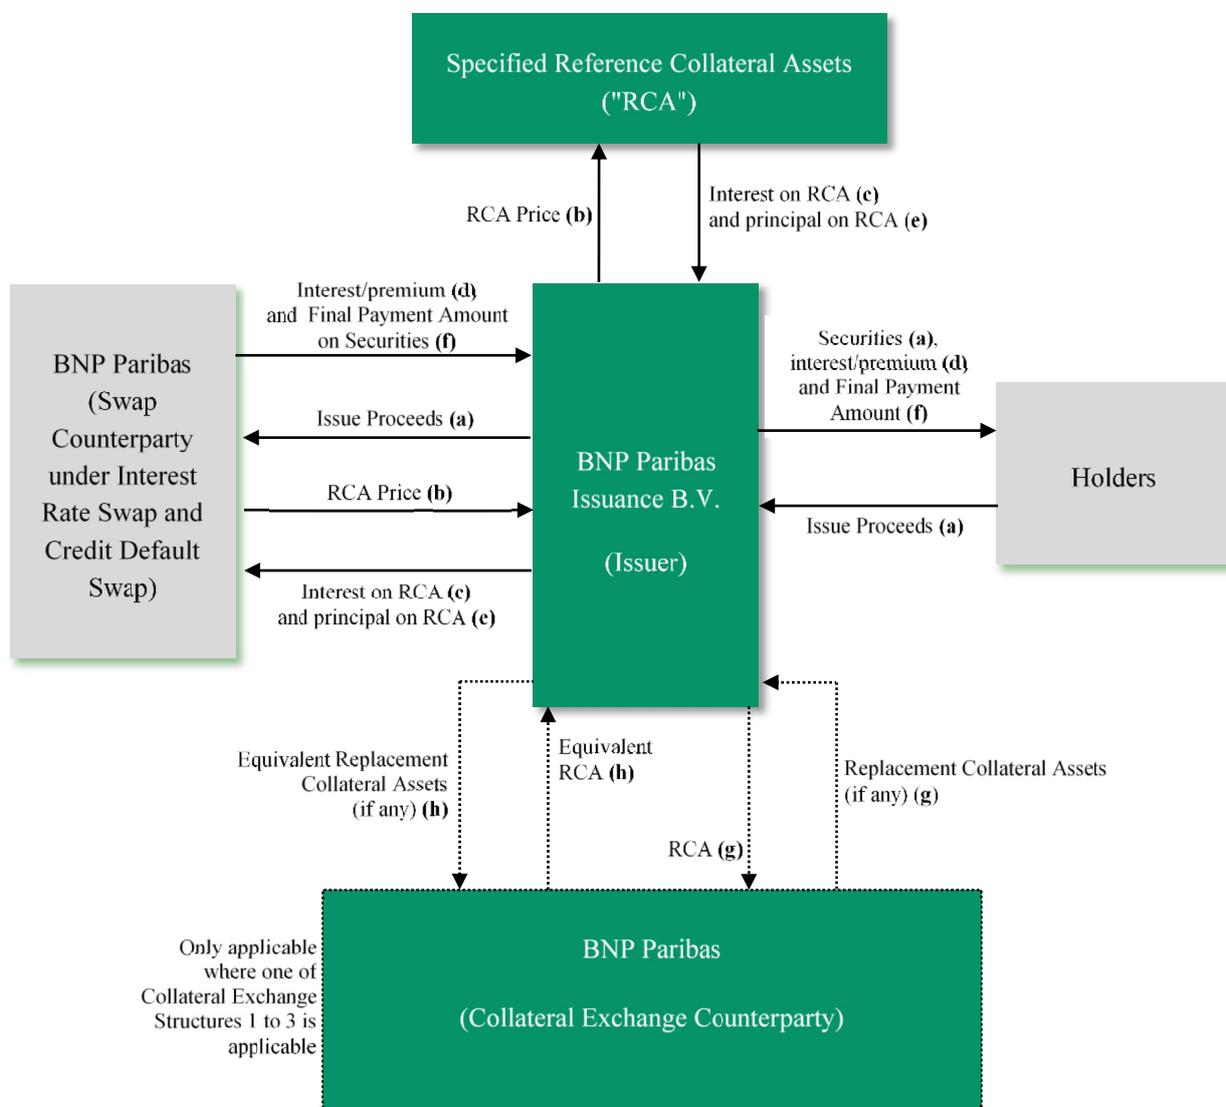 Specified Reference Collateral Assets
("RCA")
RCA Price (b)
Interest on RCA (c)
and principal on RCA (e)
Interest/premium (d)
and Final Payment Amount
on Securities (f)
Issue Proceeds (a)
RCA Price (b)
Interest on RCA (c)
and principal on RCA (e)
BNP Paribas
(Swap
Counterparty
under Interest
Rate Swap and
Credit Default
Swap)
BNP Paribas
Issuance B.V.
(Issuer)
Securities (a),
interest/premium (d)
and Final Payment
Amount (f)
Issue Proceeds (a)
Holders
Equivalent Replacement
Collateral Assets
(if any) (h)
Equivalent
RCA (h)
RCA (g)
Replacement Collateral Assets
(if any) (g)
Only applicable
where one of
Collateral Exchange
Structures 1 to 3 is
applicable
BNP Paribas
(Collateral Exchange Counterparty)